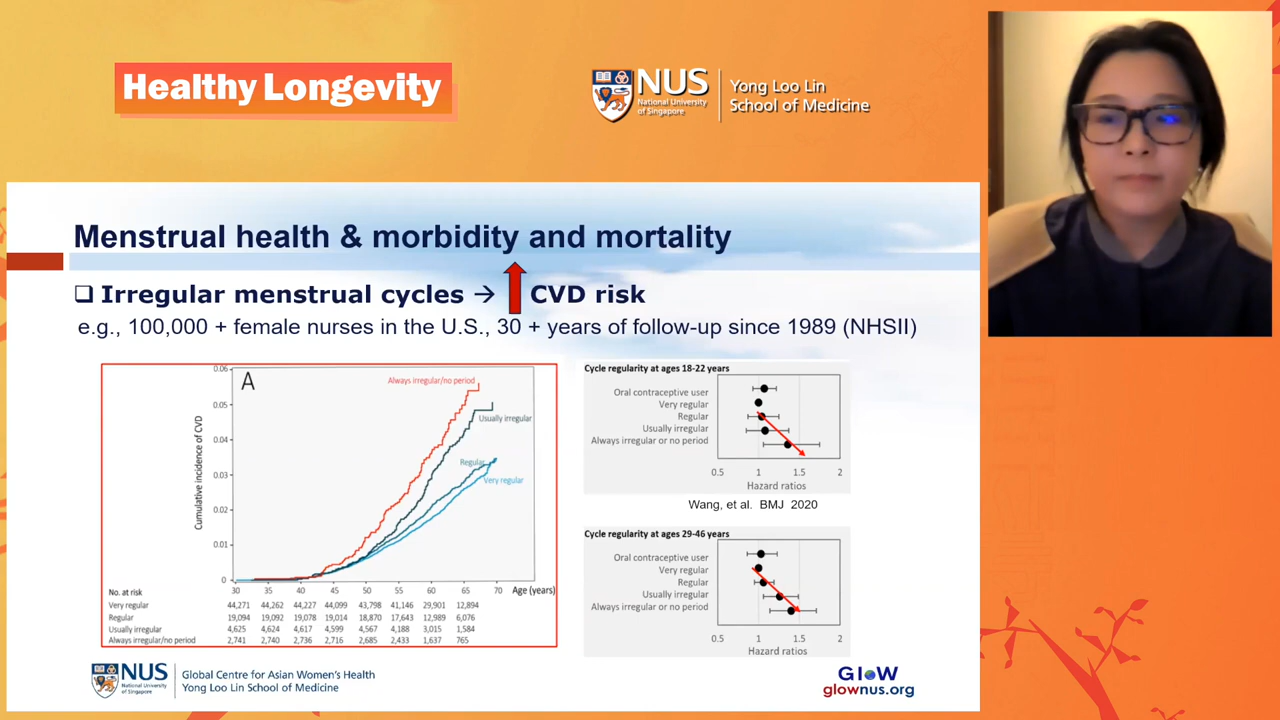 Healthy Longevity
NUS
National University
of Singapore
Yong Loo Lin
School of Medicine
Menstrual health & morbidity and mortality
❑ Irregular menstrual cycles → CVD risk
e.g., 100,000 + female nurses in the U.S., 30 + years of follow-up since 1989 (NHSII)
A
Cumulative incidence of CVD
0.06
0.05
0.04
0.03
0.02
0.01
0
Always irregular/no period
Usually irregular
Regular
Very regular
30 35 40 45 50 55 60 65 70 Age (years)
No. at risk
Very regular 44,271 44,262 44,227 44,099 43,798 41,146 29,901 12,894
Regular 19,094 19,092 19,078 19,014 18,870 17,643 12,989 6,076
Usually irregular 4,625 4,624 4,617 4,599 4,567 4,188 3,015 1,584
Always irregular/no period 2,741 2,740 2,736 2,716 2,685 2,433 1,637 765
Cycle regularity at ages 18-22 years
Oral contraceptive user
Very regular
Regular
Usually irregular
Always irregular or no period
0.5 1 1.5 2
Hazard ratios
Wang, et al. BMJ 2020
Cycle regularity at ages 29-46 years
Oral contraceptive user
Very regular
Regular
Usually irregular
Always irregular or no period
0.5 1 1.5 2
Hazard ratios
NUS
National University
of Singapore
Global Centre for Asian Women's Health
Yong Loo Lin School of Medicine
GloW
glownus.org